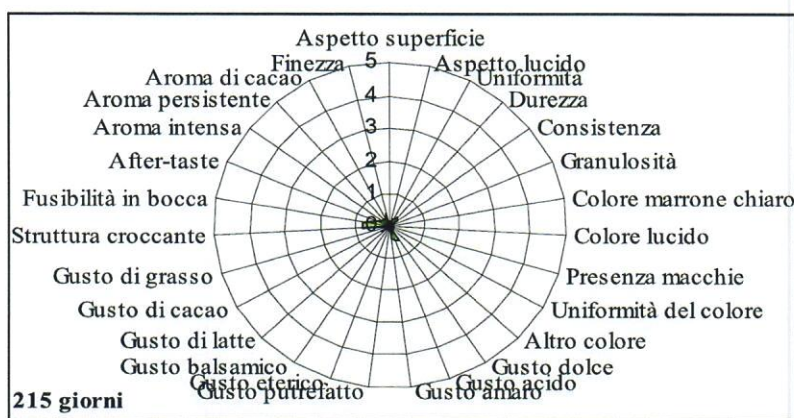 Aspetto superficie
Finezza
5
Aspetto lucido
Aroma di cacao
Uniformità
Aroma persistente
4
Durezza
Aroma intensa
3
Consistenza
After-taste
2
Granulosità
Fusibilità in bocca
1
Colore marrone chiaro
Struttura croccante
0
Colore lucido
Gusto di grasso
Presenza macchie
Gusto di cacao
Uniformità del colore
Gusto di latte
Altro colore
Gusto balsamico
Gusto dolce
Gusto eterico
Gusto acido
Gusto putrefatto
Gusto amaro
215 giorni